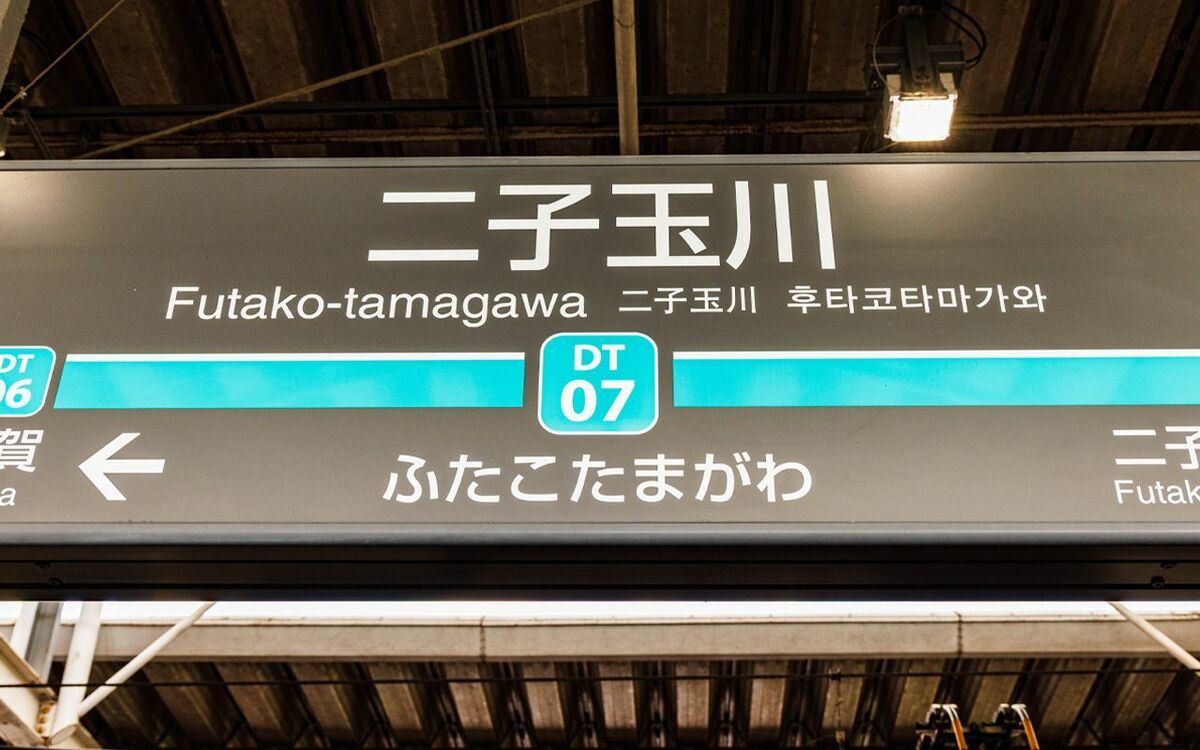 二子玉川
Futako-tamagawa 二子玉川 후타코타마가와
DT
06
DT
07
賀
a
←
ふたこたまがわ
二子
Futak